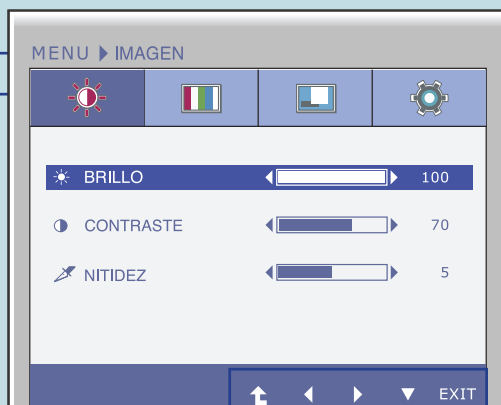 MENU IMAGEN
BRILLO 100
CONTRASTE 70
NITIDEZ 5
EXIT